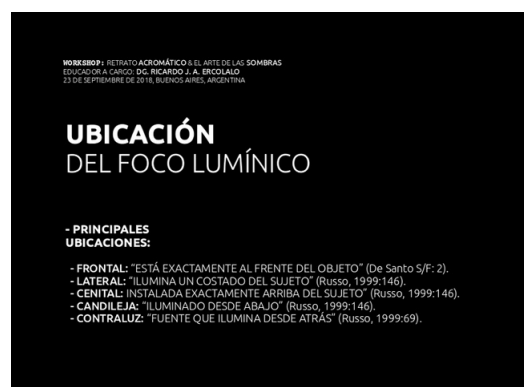 WORKSHOP: RETRATO ACROMÁTICO & EL ARTE DE LAS SOMBRAS
EDUCADOR A CARGO: DG. RICARDO J. A. ERCOLALO
23 DE SEPTIEMBRE DE 2018, BUENOS AIRES, ARGENTINA
UBICACIÓN
DEL FOCO LUMÍNICO
- PRINCIPALES
UBICACIONES:
- FRONTAL: “ESTÁ EXACTAMENTE AL FRENTE DEL OBJETO” (De Santo S/F: 2).
- LATERAL: “ILUMINA UN COSTADO DEL SUJETO” (Russo, 1999:146).
- CENITAL: INSTALADA EXACTAMENTE ARRIBA DEL SUJETO” (Russo, 1999:146).
- CANDILEJA: “ILUMINADO DESDE ABAJO” (Russo, 1999:146).
- CONTRALUZ: “FUENTE QUE ILUMINA DESDE ATRÁS” (Russo, 1999:69).